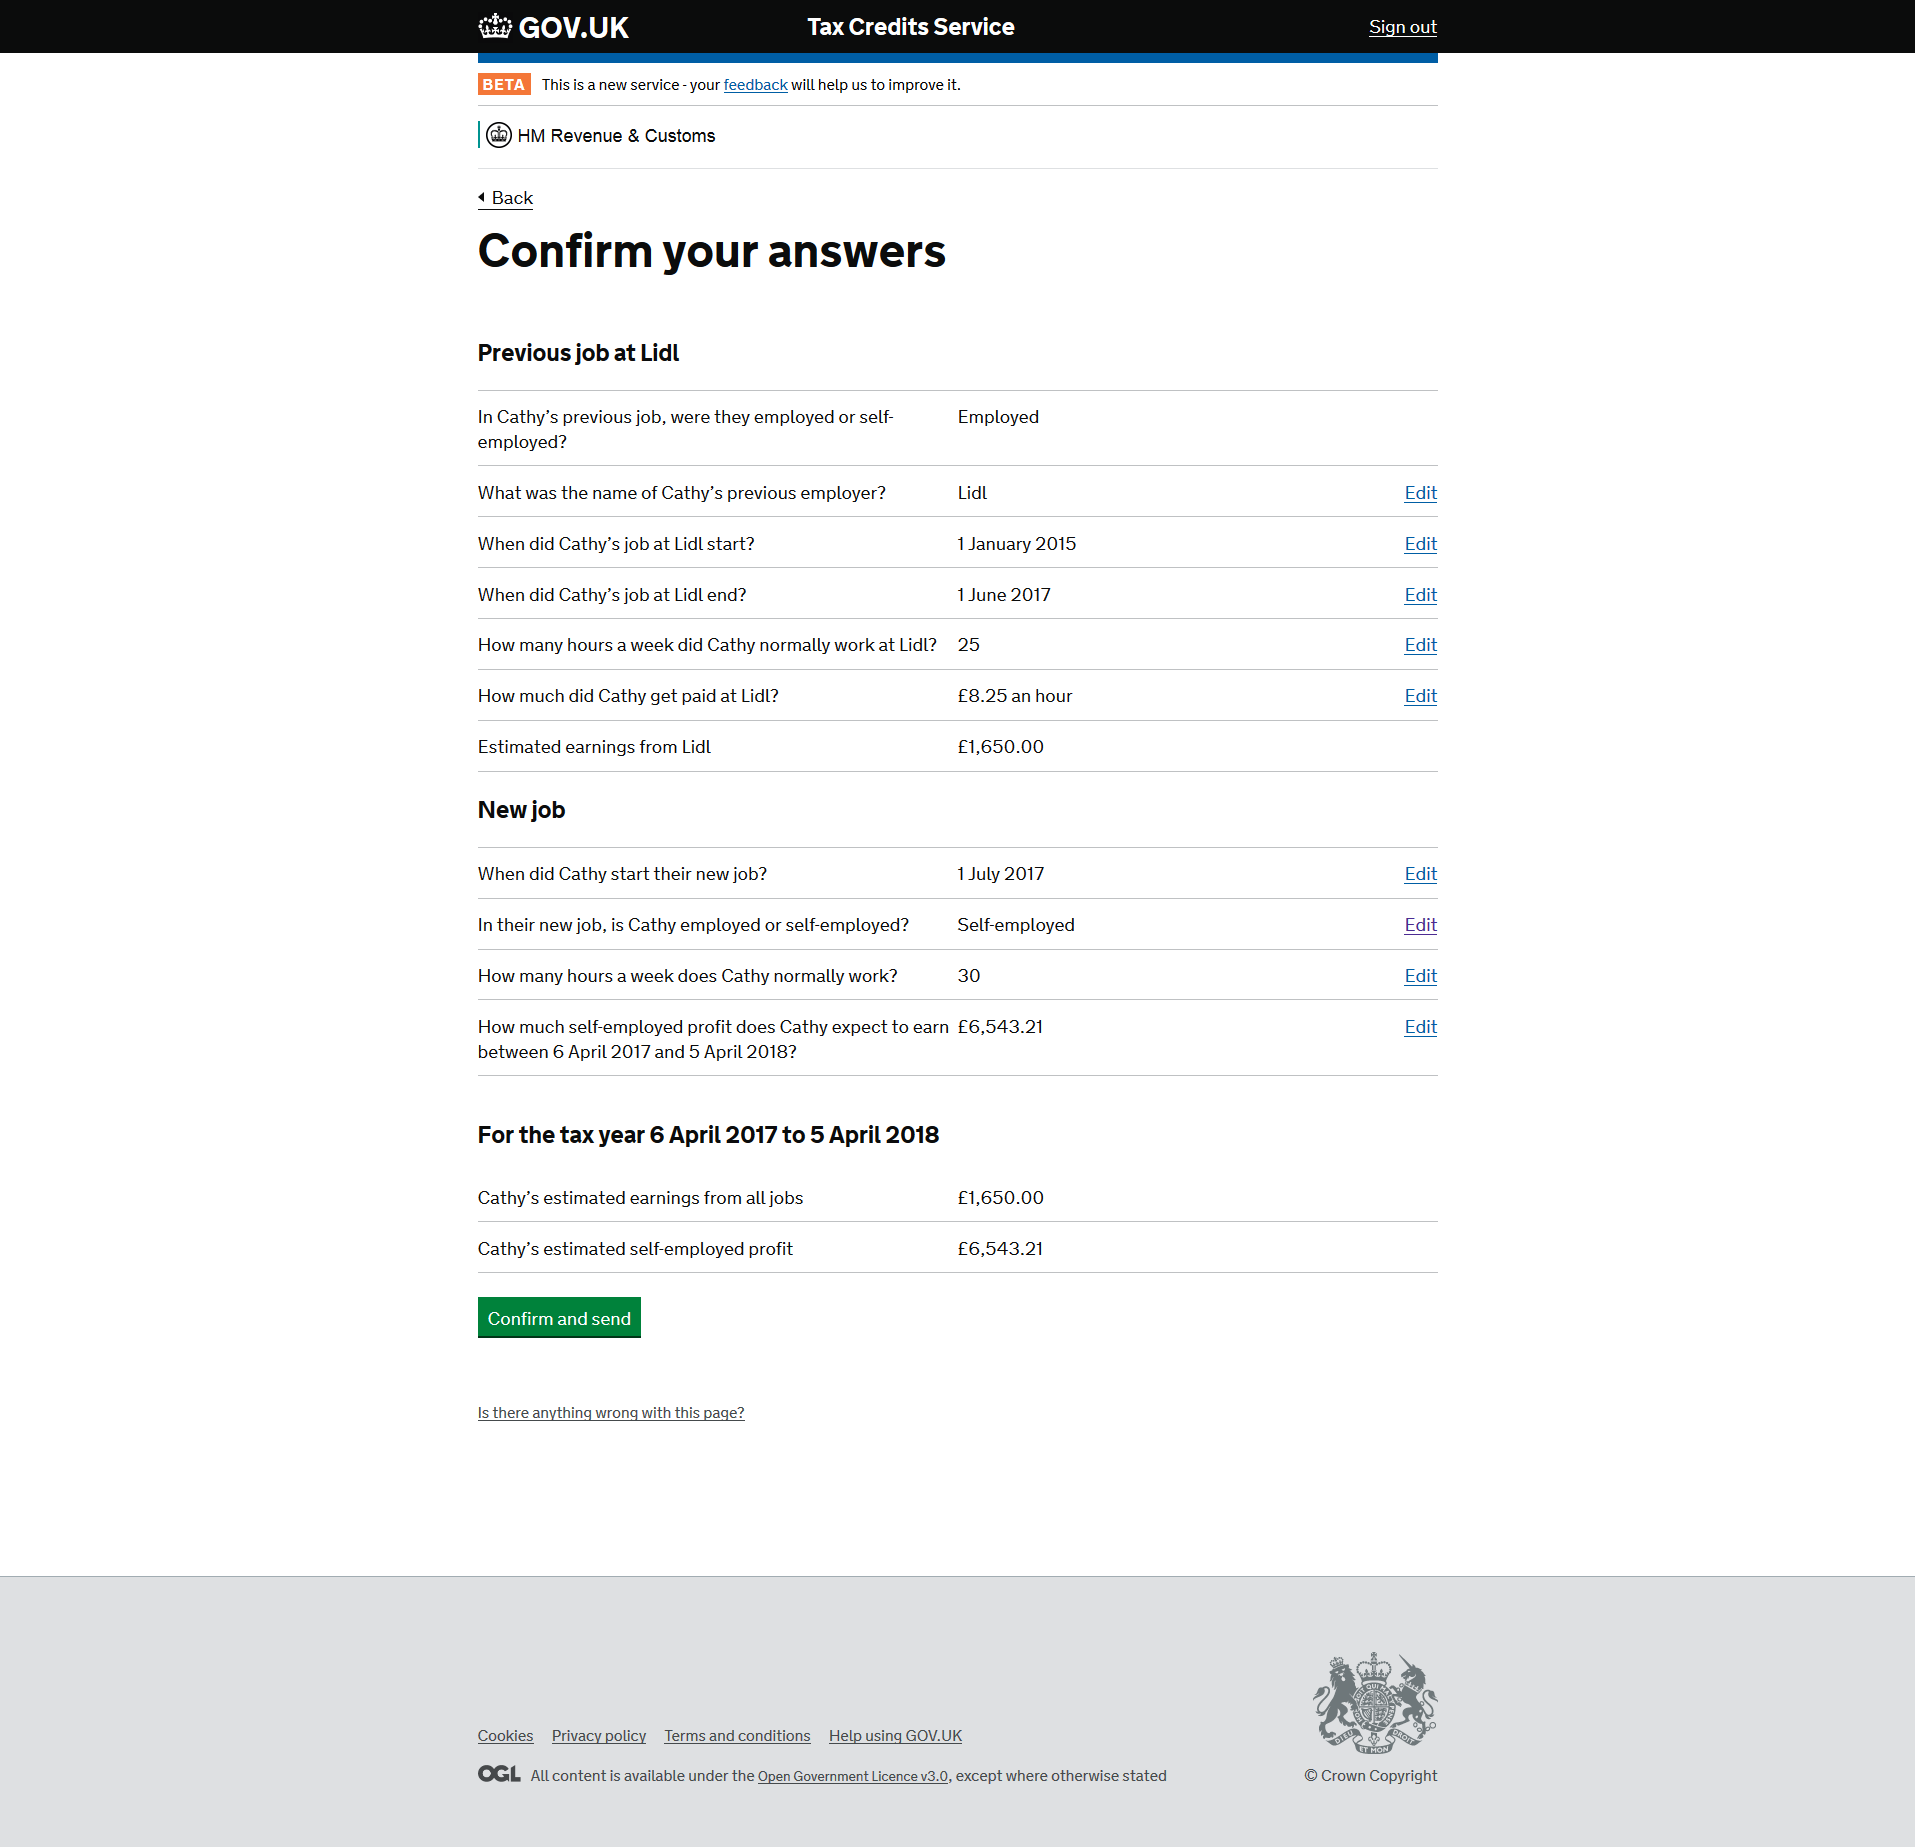 GOV.UK Tax Credits Service Sign out
BETA This is a new service - your feedback will help us to improve it.
HM Revenue & Customs
Back
Confirm your answers
Previous job at Lidl
In Cathy’s previous job, were they employed or self- Employed
employed?
What was the name of Cathy’s previous employer? Lidl Edit
When did Cathy’s job at Lidl start? 1 January 2015 Edit
When did Cathy’s job at Lidl end? 1 June 2017 Edit
How many hours a week did Cathy normally work at Lidl? 25 Edit
How much did Cathy get paid at Lidl? £8.25 an hour Edit
Estimated earnings from Lidl £1,650.00
New job
When did Cathy start their new job? 1 July 2017 Edit
In their new job, is Cathy employed or self-employed? Self-employed Edit
How many hours a week does Cathy normally work? 30 Edit
How much self-employed profit does Cathy expect to earn £6,543.21 Edit
between 6 April 2017 and 5 April 2018?
For the tax year 6 April 2017 to 5 April 2018
Cathy’s estimated earnings from all jobs £1,650.00
Cathy’s estimated self-employed profit £6,543.21
Confirm and send
Is there anything wrong with this page?
Cookies Privacy policy Terms and conditions Help using GOV.UK
OGL All content is available under the Open Government Licence v3.0, except where otherwise stated © Crown Copyright